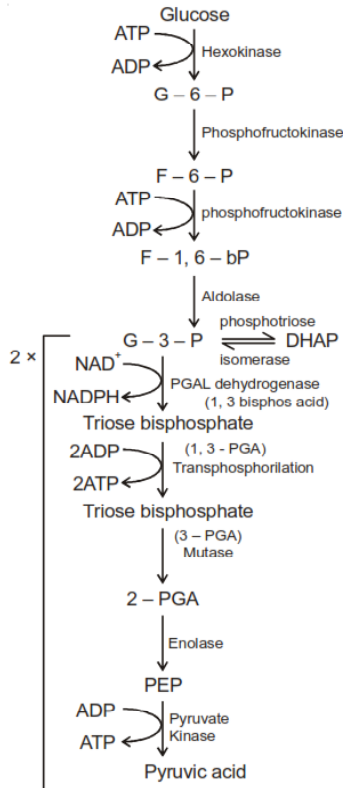 Glucose
ATP
Hexokinase
ADP
G – 6 – P
Phosphofructokinase
F – 6 – P
ATP
phosphofructokinase
ADP
F – 1, 6 – bP
Aldolase
phosphotriose
2 × G – 3 – P DHAP
isomerase
NAD+
PGAL dehydrogenase
NADPH (1, 3 bisphos acid)
Triose bisphosphate
2ADP (1, 3 - PGA)
Transphosphorilation
2ATP
Triose bisphosphate
(3 – PGA)
Mutase
2 – PGA
Enolase
PEP
ADP
Pyruvate
Kinase
ATP
Pyruvic acid